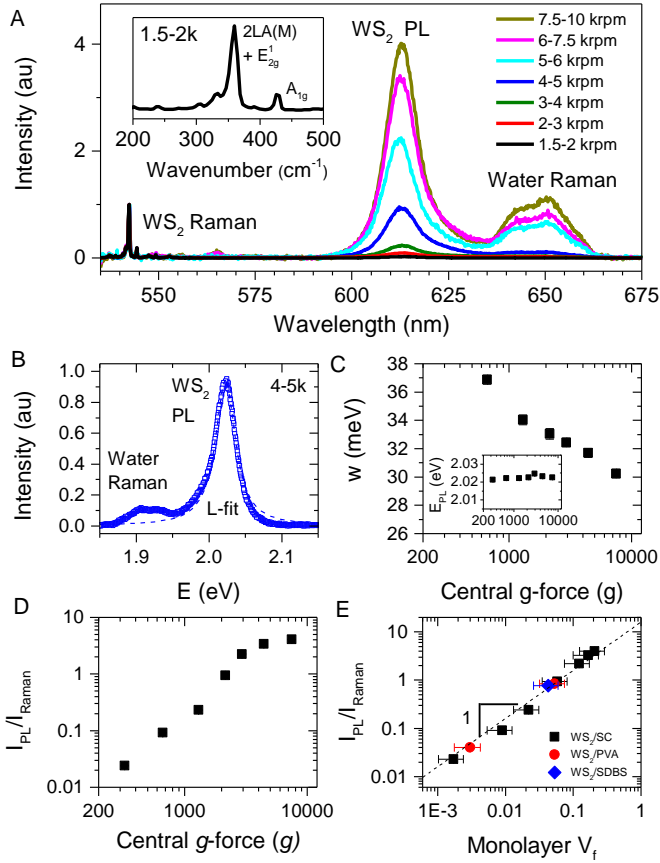 A
1.5-2k
2LA(M)
+ E¹₂g
A₁g
200 300 400 500
Wavenumber (cm⁻¹)
WS₂ PL
7.5-10 krpm
6-7.5 krpm
5-6 krpm
4-5 krpm
3-4 krpm
2-3 krpm
1.5-2 krpm
WS₂ Raman
Water Raman
Intensity (au)
4
2
0
550 575 600 625 650 675
Wavelength (nm)
B
WS₂
PL
4-5k
Water
Raman
L-fit
Intensity (au)
1.0
0.8
0.6
0.4
0.2
0.0
1.9 2.0 2.1
E (eV)
C
w (meV)
38
36
34
32
30
28
26
E_PL (eV)
2.03
2.02
2.01
200 1000 10000
200 1000 10000
Central g-force (g)
D
I_PL/I_Raman
10
1
0.1
0.01
200 1000 10000
Central g-force (g)
E
I_PL/I_Raman
10
1
0.1
0.01
1
WS₂/SC
WS₂/PVA
WS₂/SDBS
1E-3 0.01 0.1 1
Monolayer V_f